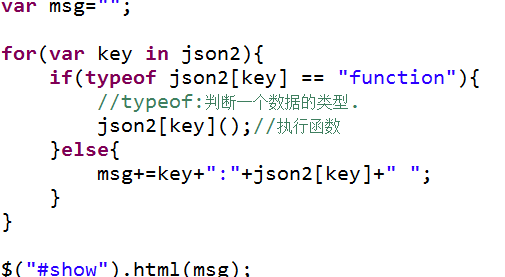 var msg="";
for(var key in json2){
if(typeof json2[key] == "function"){
//typeof:判断一个数据的类型.
json2[key]();//执行函数
}else{
msg+=key+":"+json2[key]+" ";
}
}
$("#show").html(msg);